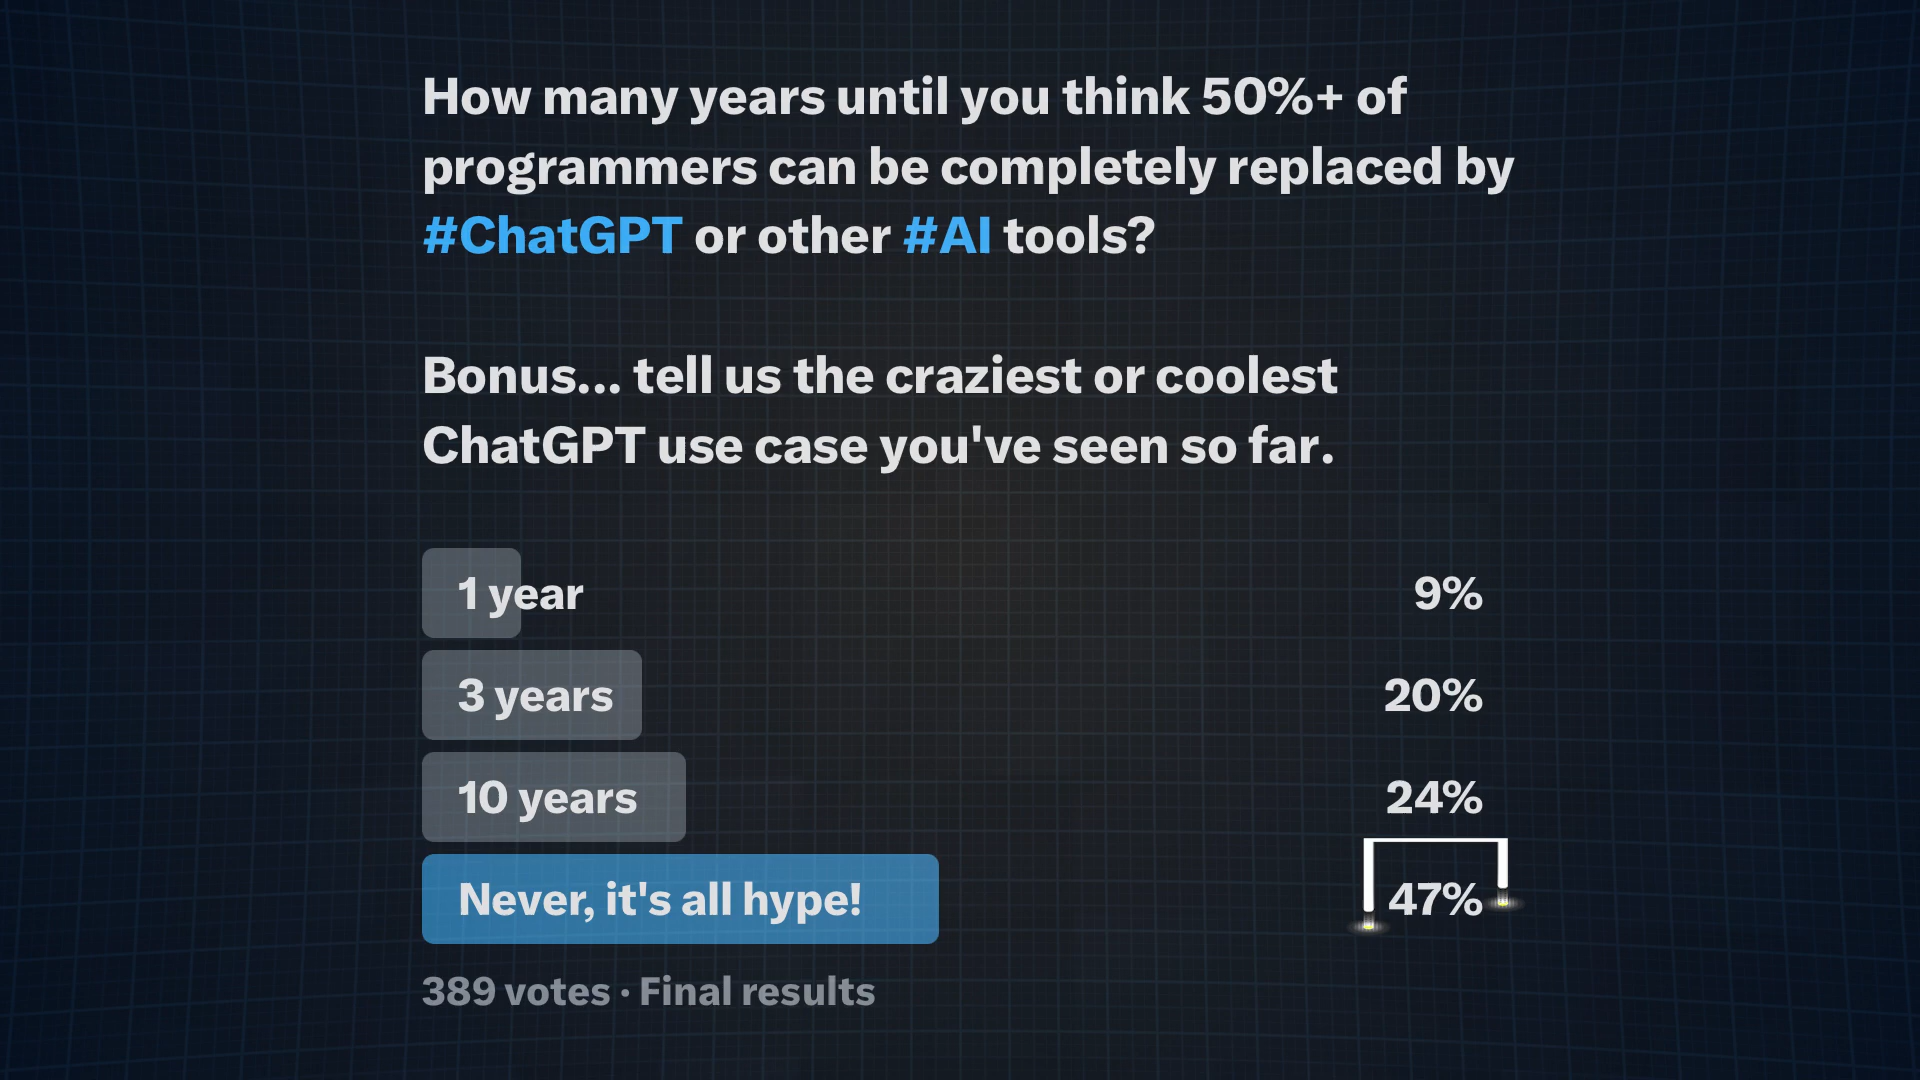 How many years until you think 50%+ of
programmers can be completely replaced by
#ChatGPT or other #AI tools?
Bonus... tell us the craziest or coolest
ChatGPT use case you've seen so far.
1 year 9%
3 years 20%
10 years 24%
Never, it's all hype! 47%
389 votes · Final results